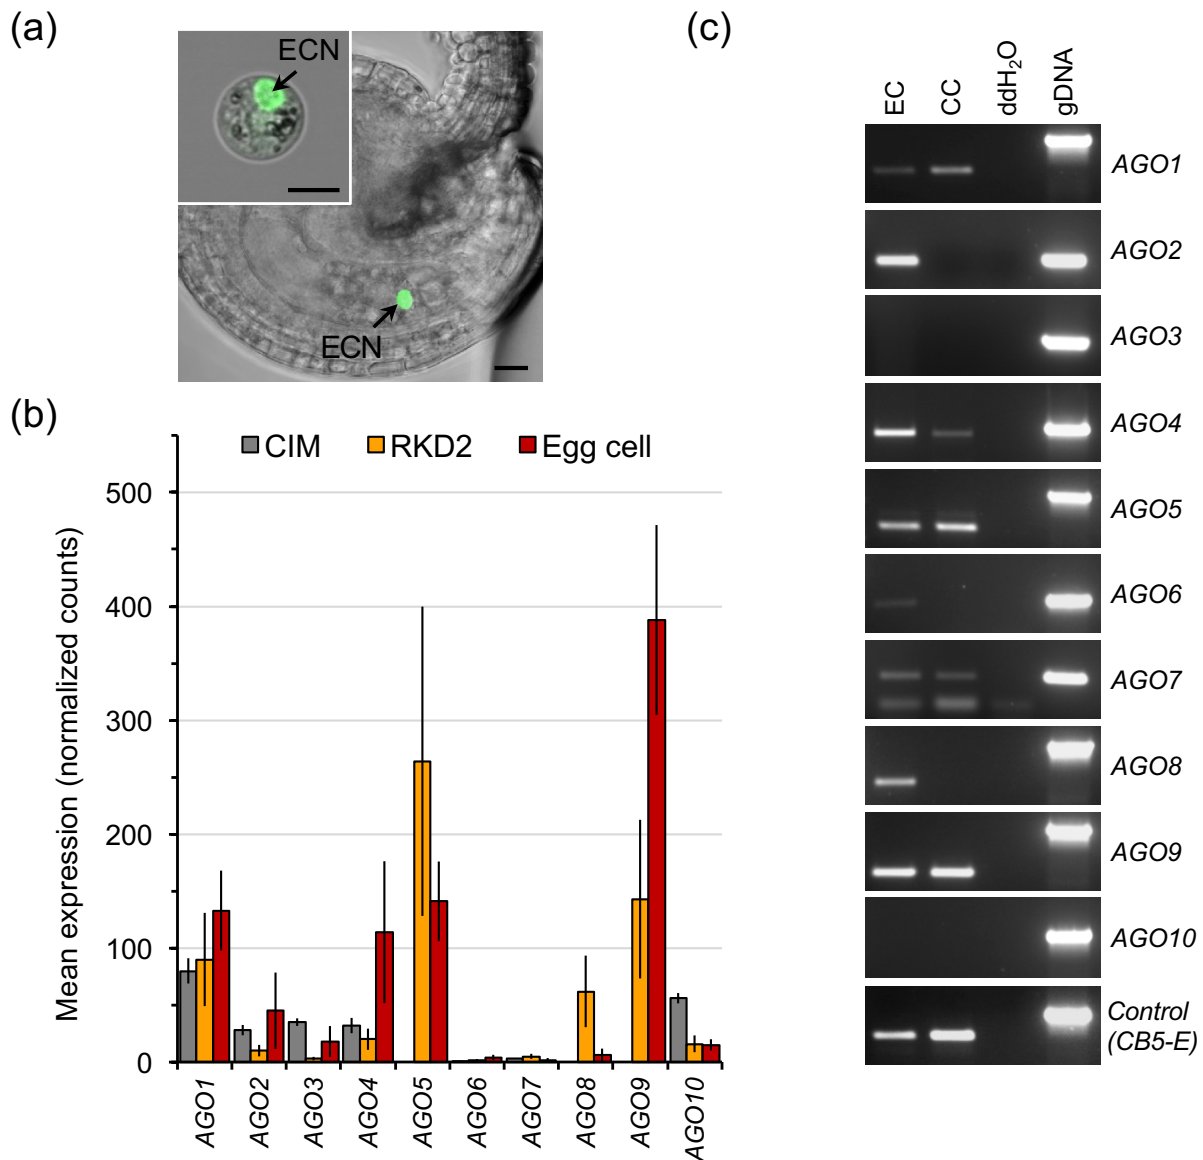 (a)
ECN
ECN
(b)
CIM RKD2 Egg cell
Mean expression (normalized counts)
500
400
300
200
100
0
AGO1 AGO2 AGO3 AGO4 AGO5 AGO6 AGO7 AGO8 AGO9 AGO10
(c)
EC CC ddH₂O gDNA
AGO1
AGO2
AGO3
AGO4
AGO5
AGO6
AGO7
AGO8
AGO9
AGO10
Control
(CB5-E)